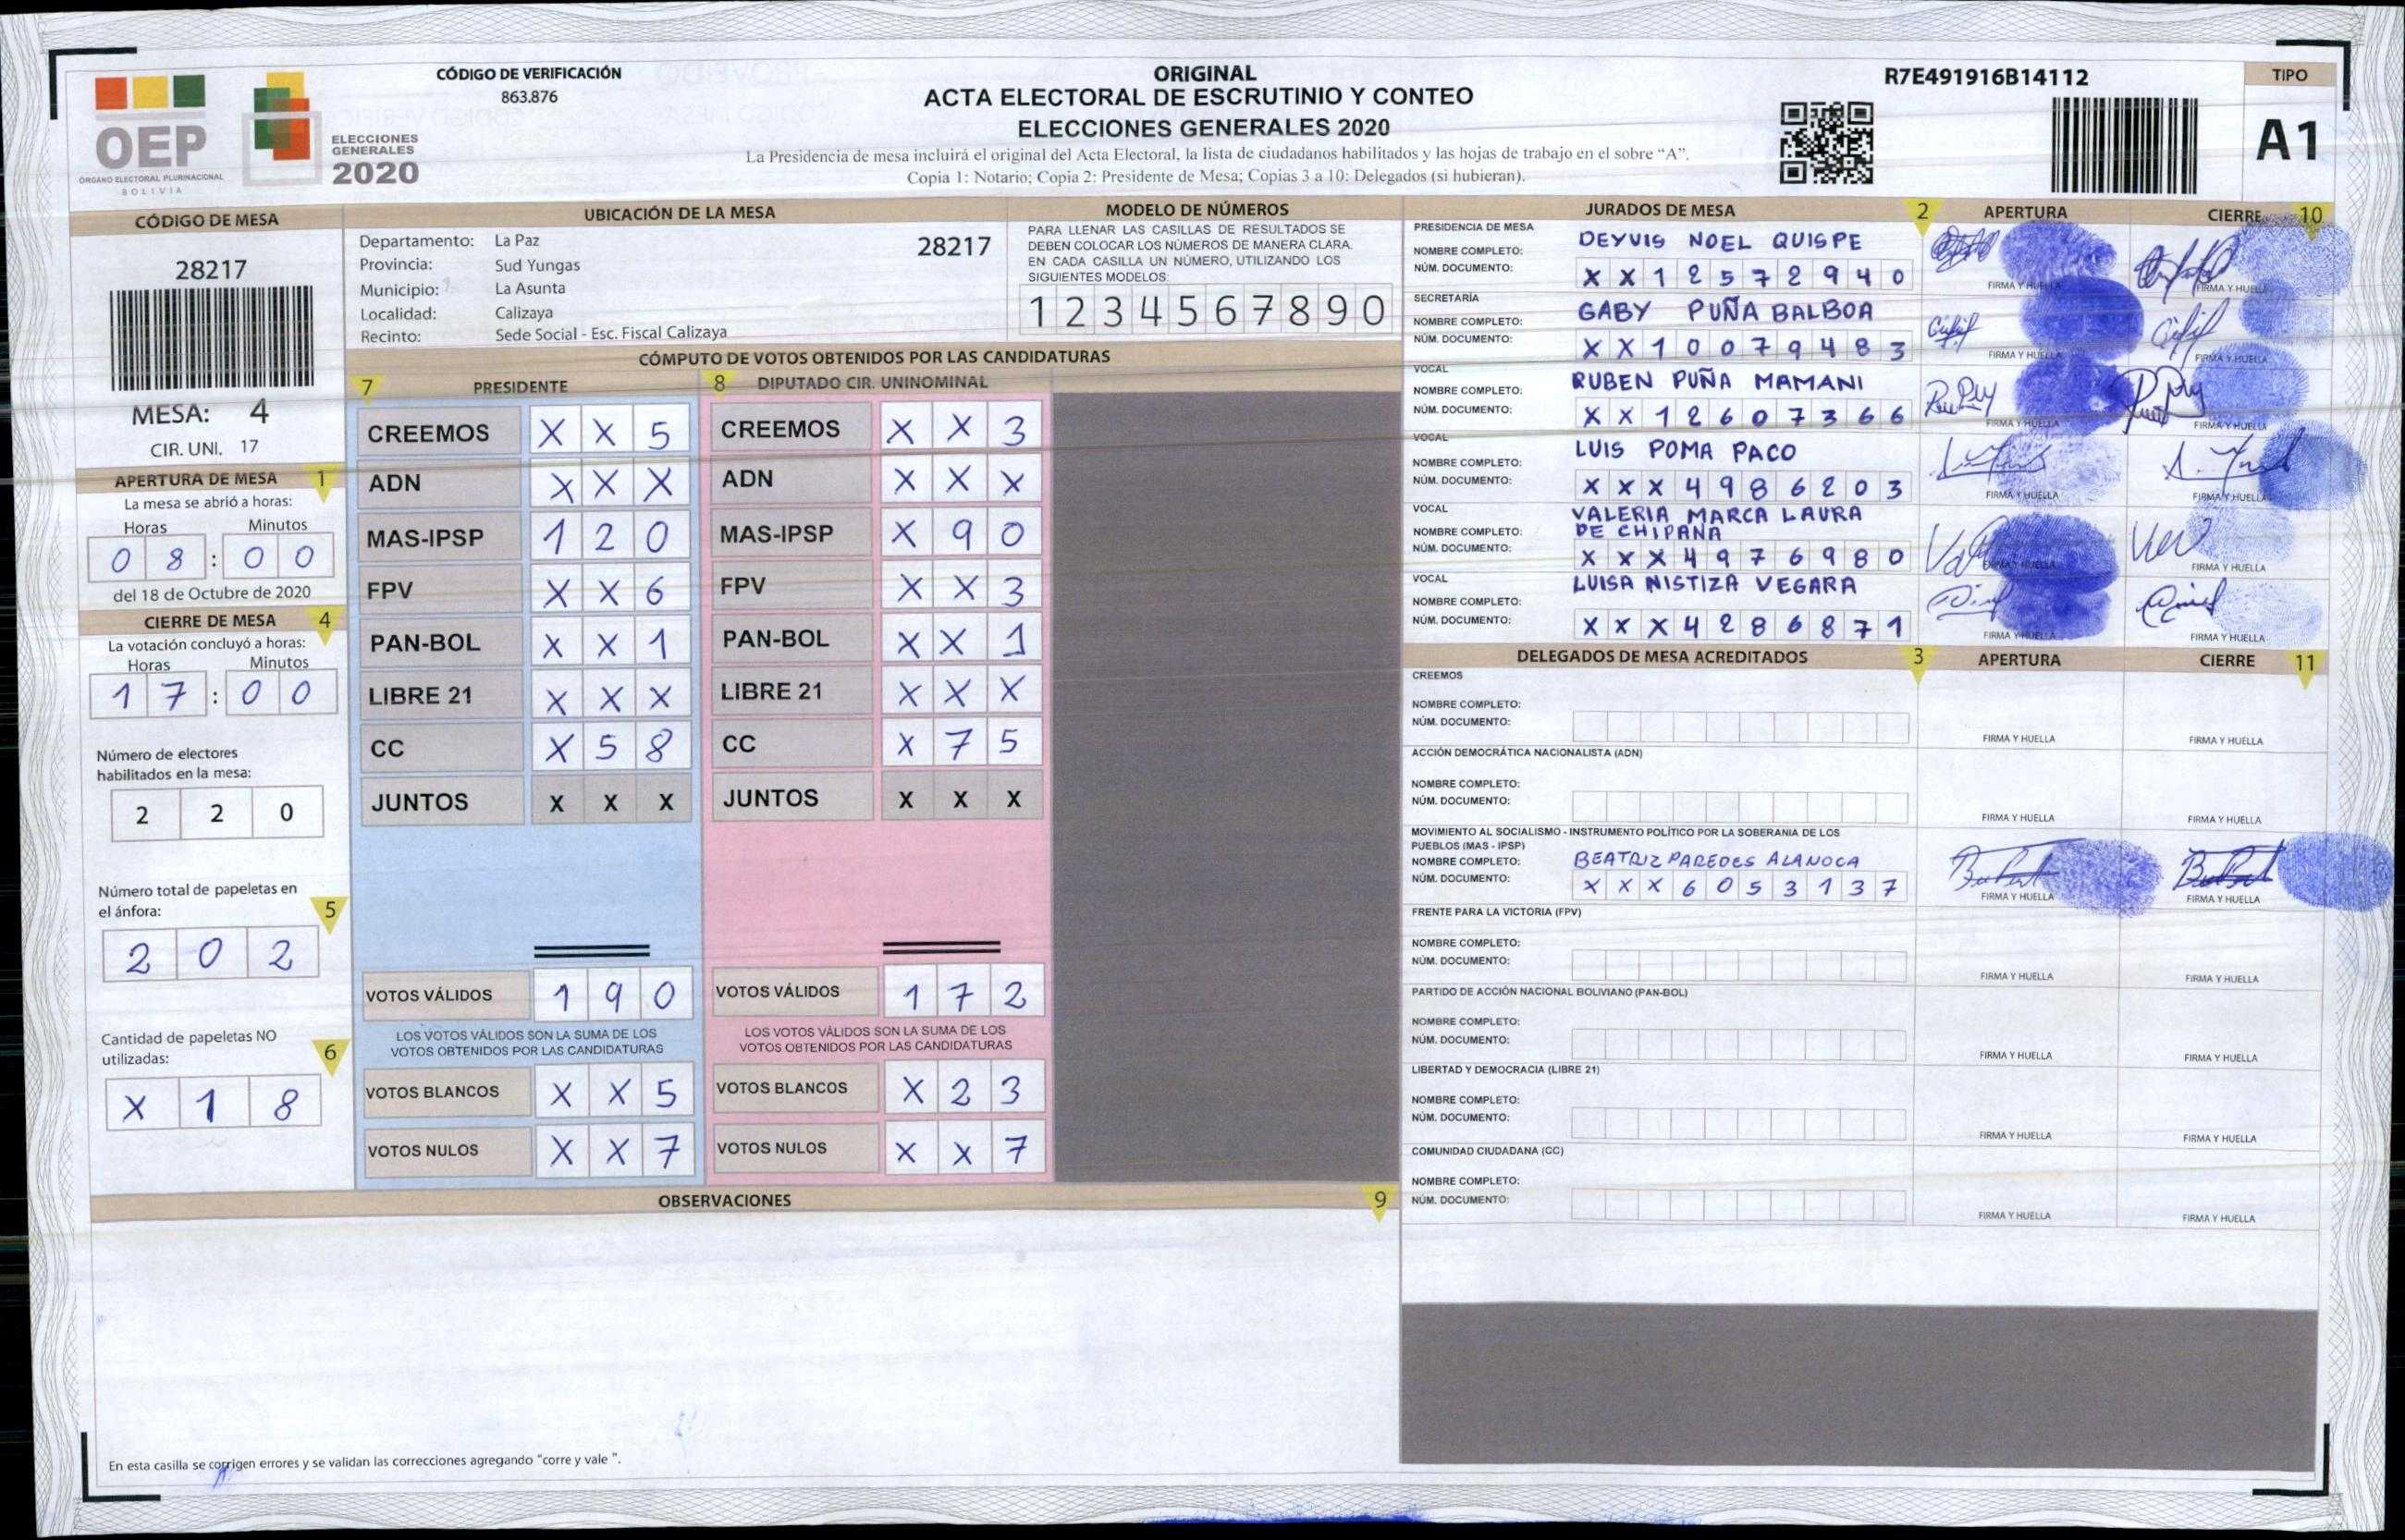 OEP
ÓRGANO ELECTORAL PLURINACIONAL
BOLIVIA
ELECCIONES
GENERALES
2020
CÓDIGO DE VERIFICACIÓN
863.876
ORIGINAL
ACTA ELECTORAL DE ESCRUTINIO Y CONTEO
ELECCIONES GENERALES 2020
La Presidencia de mesa incluirá el original del Acta Electoral, la lista de ciudadanos habilitados y las hojas de trabajo en el sobre “A”.
Copia 1: Notario; Copia 2: Presidente de Mesa; Copias 3 a 10: Delegados (si hubieran).
R7E491916B14112
TIPO
A1
CÓDIGO DE MESA
28217
MESA: 4
CIR. UNI. 17
APERTURA DE MESA 1
La mesa se abrió a horas:
Horas Minutos
0 8 : 0 0
del 18 de Octubre de 2020
CIERRE DE MESA 4
La votación concluyó a horas:
Horas Minutos
1 7 : 0 0
Número de electores
habilitados en la mesa:
2 2 0
Número total de papeletas en
el ánfora: 5
2 0 2
Cantidad de papeletas NO
utilizadas: 6
X 1 8
UBICACIÓN DE LA MESA
Departamento: La Paz
28217
Provincia: Sud Yungas
Municipio: La Asunta
Localidad: Calizaya
Recinto: Sede Social - Esc. Fiscal Calizaya
MODELO DE NÚMEROS
PARA LLENAR LAS CASILLAS DE RESULTADOS SE
DEBEN COLOCAR LOS NÚMEROS DE MANERA CLARA.
EN CADA CASILLA UN NÚMERO, UTILIZANDO LOS
SIGUIENTES MODELOS:
1 2 3 4 5 6 7 8 9 0
CÓMPUTO DE VOTOS OBTENIDOS POR LAS CANDIDATURAS
7 PRESIDENTE
CREEMOS X X 5
ADN X X X
MAS-IPSP 1 2 0
FPV X X 6
PAN-BOL X X 1
LIBRE 21 X X X
CC X 5 8
JUNTOS X X X
VOTOS VÁLIDOS 1 9 0
LOS VOTOS VÁLIDOS SON LA SUMA DE LOS
VOTOS OBTENIDOS POR LAS CANDIDATURAS
VOTOS BLANCOS X X 5
VOTOS NULOS X X 7
8 DIPUTADO CIR. UNINOMINAL
CREEMOS X X 3
ADN X X X
MAS-IPSP X 9 0
FPV X X 3
PAN-BOL X X 1
LIBRE 21 X X X
CC X 7 5
JUNTOS X X X
VOTOS VÁLIDOS 1 7 2
LOS VOTOS VÁLIDOS SON LA SUMA DE LOS
VOTOS OBTENIDOS POR LAS CANDIDATURAS
VOTOS BLANCOS X 2 3
VOTOS NULOS X X 7
OBSERVACIONES 9
En esta casilla se corrigen errores y se validan las correcciones agregando “corre y vale ”.
JURADOS DE MESA 2 APERTURA CIERRE 10
PRESIDENCIA DE MESA
NOMBRE COMPLETO: DEYVIS NOEL QUISPE
NÚM. DOCUMENTO: X X 1 2 5 7 2 9 4 0
FIRMA Y HUELLA FIRMA Y HUELLA
SECRETARÍA
NOMBRE COMPLETO: GABY PUÑA BALBOA
NÚM. DOCUMENTO: X X 1 0 0 7 9 4 8 3
FIRMA Y HUELLA FIRMA Y HUELLA
VOCAL
NOMBRE COMPLETO: RUBEN PUÑA MAMANI
NÚM. DOCUMENTO: X X 1 2 6 0 7 3 6 6
FIRMA Y HUELLA FIRMA Y HUELLA
VOCAL
NOMBRE COMPLETO: LUIS POMA PACO
NÚM. DOCUMENTO: X X X 4 9 8 6 2 0 3
FIRMA Y HUELLA FIRMA Y HUELLA
VOCAL
VALERIA MARCA LAURA
NOMBRE COMPLETO: DE CHIPANA
NÚM. DOCUMENTO: X X X 4 9 7 6 9 8 0
FIRMA Y HUELLA FIRMA Y HUELLA
VOCAL
NOMBRE COMPLETO: LUISA NISTIZA VEGARA
NÚM. DOCUMENTO: X X X 4 2 8 6 8 7 1
FIRMA Y HUELLA FIRMA Y HUELLA
DELEGADOS DE MESA ACREDITADOS 3 APERTURA CIERRE 11
CREEMOS
NOMBRE COMPLETO:
NÚM. DOCUMENTO:
FIRMA Y HUELLA FIRMA Y HUELLA
ACCIÓN DEMOCRÁTICA NACIONALISTA (ADN)
NOMBRE COMPLETO:
NÚM. DOCUMENTO:
FIRMA Y HUELLA FIRMA Y HUELLA
MOVIMIENTO AL SOCIALISMO - INSTRUMENTO POLÍTICO POR LA SOBERANIA DE LOS
PUEBLOS (MAS - IPSP)
NOMBRE COMPLETO: BEATRIZ PAREDES ALANOCA
NÚM. DOCUMENTO: X X X 6 0 5 3 1 3 7
FIRMA Y HUELLA FIRMA Y HUELLA
FRENTE PARA LA VICTORIA (FPV)
NOMBRE COMPLETO:
NÚM. DOCUMENTO:
FIRMA Y HUELLA FIRMA Y HUELLA
PARTIDO DE ACCIÓN NACIONAL BOLIVIANO (PAN-BOL)
NOMBRE COMPLETO:
NÚM. DOCUMENTO:
FIRMA Y HUELLA FIRMA Y HUELLA
LIBERTAD Y DEMOCRACIA (LIBRE 21)
NOMBRE COMPLETO:
NÚM. DOCUMENTO:
FIRMA Y HUELLA FIRMA Y HUELLA
COMUNIDAD CIUDADANA (CC)
NOMBRE COMPLETO:
NÚM. DOCUMENTO:
FIRMA Y HUELLA FIRMA Y HUELLA